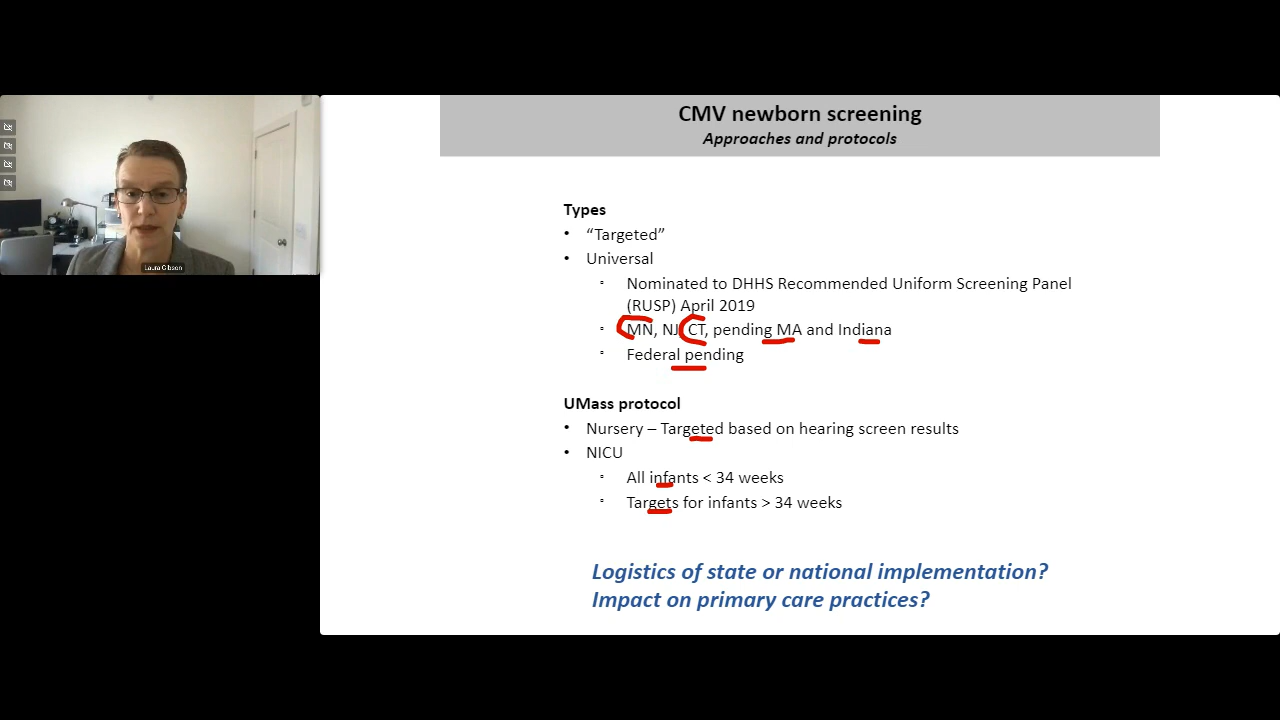 CMV newborn screening
Approaches and protocols
Laura Gibson
Types
• “Targeted”
• Universal
▫ Nominated to DHHS Recommended Uniform Screening Panel
(RUSP) April 2019
▫ MN, NJ, CT, pending MA and Indiana
▫ Federal pending
UMass protocol
• Nursery – Targeted based on hearing screen results
• NICU
▫ All infants < 34 weeks
▫ Targets for infants > 34 weeks
Logistics of state or national implementation?
Impact on primary care practices?